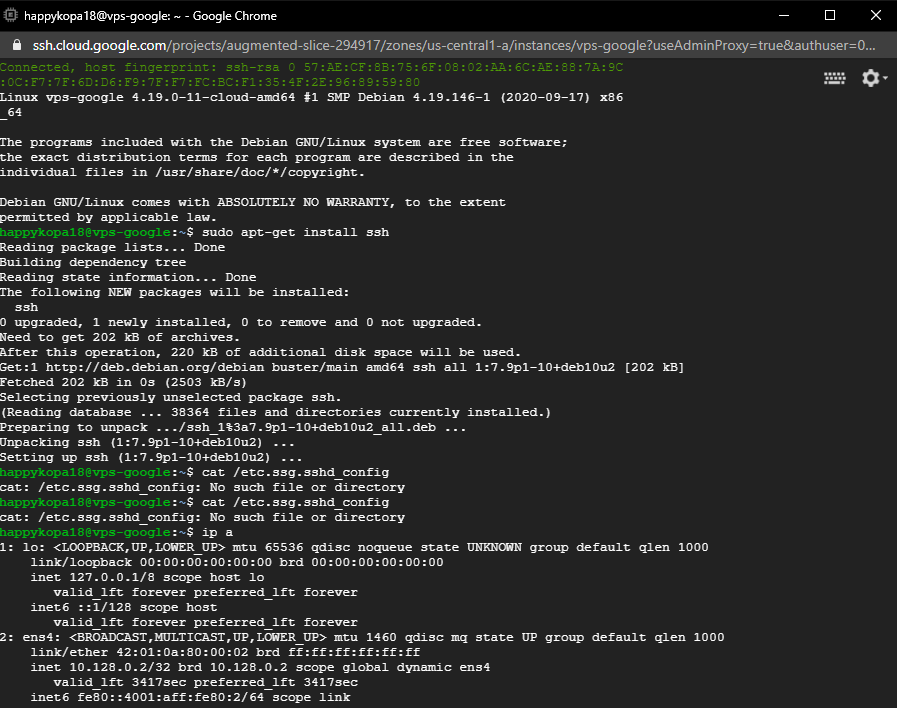 happykopa18@vps-google: ~ - Google Chrome
ssh.cloud.google.com/projects/augmented-slice-294917/zones/us-central1-a/instances/vps-google?useAdminProxy=true&authuser=0...
Connected, host fingerprint: ssh-rsa 0 57:AE:CF:8B:75:6F:08:02:AA:6C:AE:88:7A:9C
:0C:F7:7F:6D:D6:F9:7F:F7:FC:BC:F1:35:4F:2E:96:89:59:80
Linux vps-google 4.19.0-11-cloud-amd64 #1 SMP Debian 4.19.146-1 (2020-09-17) x86
_64
The programs included with the Debian GNU/Linux system are free software;
the exact distribution terms for each program are described in the
individual files in /usr/share/doc/*/copyright.
Debian GNU/Linux comes with ABSOLUTELY NO WARRANTY, to the extent
permitted by applicable law.
happykopa18@vps-google:~$ sudo apt-get install ssh
Reading package lists... Done
Building dependency tree
Reading state information... Done
The following NEW packages will be installed:
  ssh
0 upgraded, 1 newly installed, 0 to remove and 0 not upgraded.
Need to get 202 kB of archives.
After this operation, 220 kB of additional disk space will be used.
Get:1 http://deb.debian.org/debian buster/main amd64 ssh all 1:7.9p1-10+deb10u2 [202 kB]
Fetched 202 kB in 0s (2503 kB/s)
Selecting previously unselected package ssh.
(Reading database ... 38364 files and directories currently installed.)
Preparing to unpack .../ssh_1%3a7.9p1-10+deb10u2_all.deb ...
Unpacking ssh (1:7.9p1-10+deb10u2) ...
Setting up ssh (1:7.9p1-10+deb10u2) ...
happykopa18@vps-google:~$ cat /etc.ssg.sshd_config
cat: /etc.ssg.sshd_config: No such file or directory
happykopa18@vps-google:~$ cat /etc.ssg.sshd_config
cat: /etc.ssg.sshd_config: No such file or directory
happykopa18@vps-google:~$ ip a
1: lo: <LOOPBACK,UP,LOWER_UP> mtu 65536 qdisc noqueue state UNKNOWN group default qlen 1000
    link/loopback 00:00:00:00:00:00 brd 00:00:00:00:00:00
    inet 127.0.0.1/8 scope host lo
       valid_lft forever preferred_lft forever
    inet6 ::1/128 scope host
       valid_lft forever preferred_lft forever
2: ens4: <BROADCAST,MULTICAST,UP,LOWER_UP> mtu 1460 qdisc mq state UP group default qlen 1000
    link/ether 42:01:0a:80:00:02 brd ff:ff:ff:ff:ff:ff
    inet 10.128.0.2/32 brd 10.128.0.2 scope global dynamic ens4
       valid_lft 3417sec preferred_lft 3417sec
    inet6 fe80::4001:aff:fe80:2/64 scope link